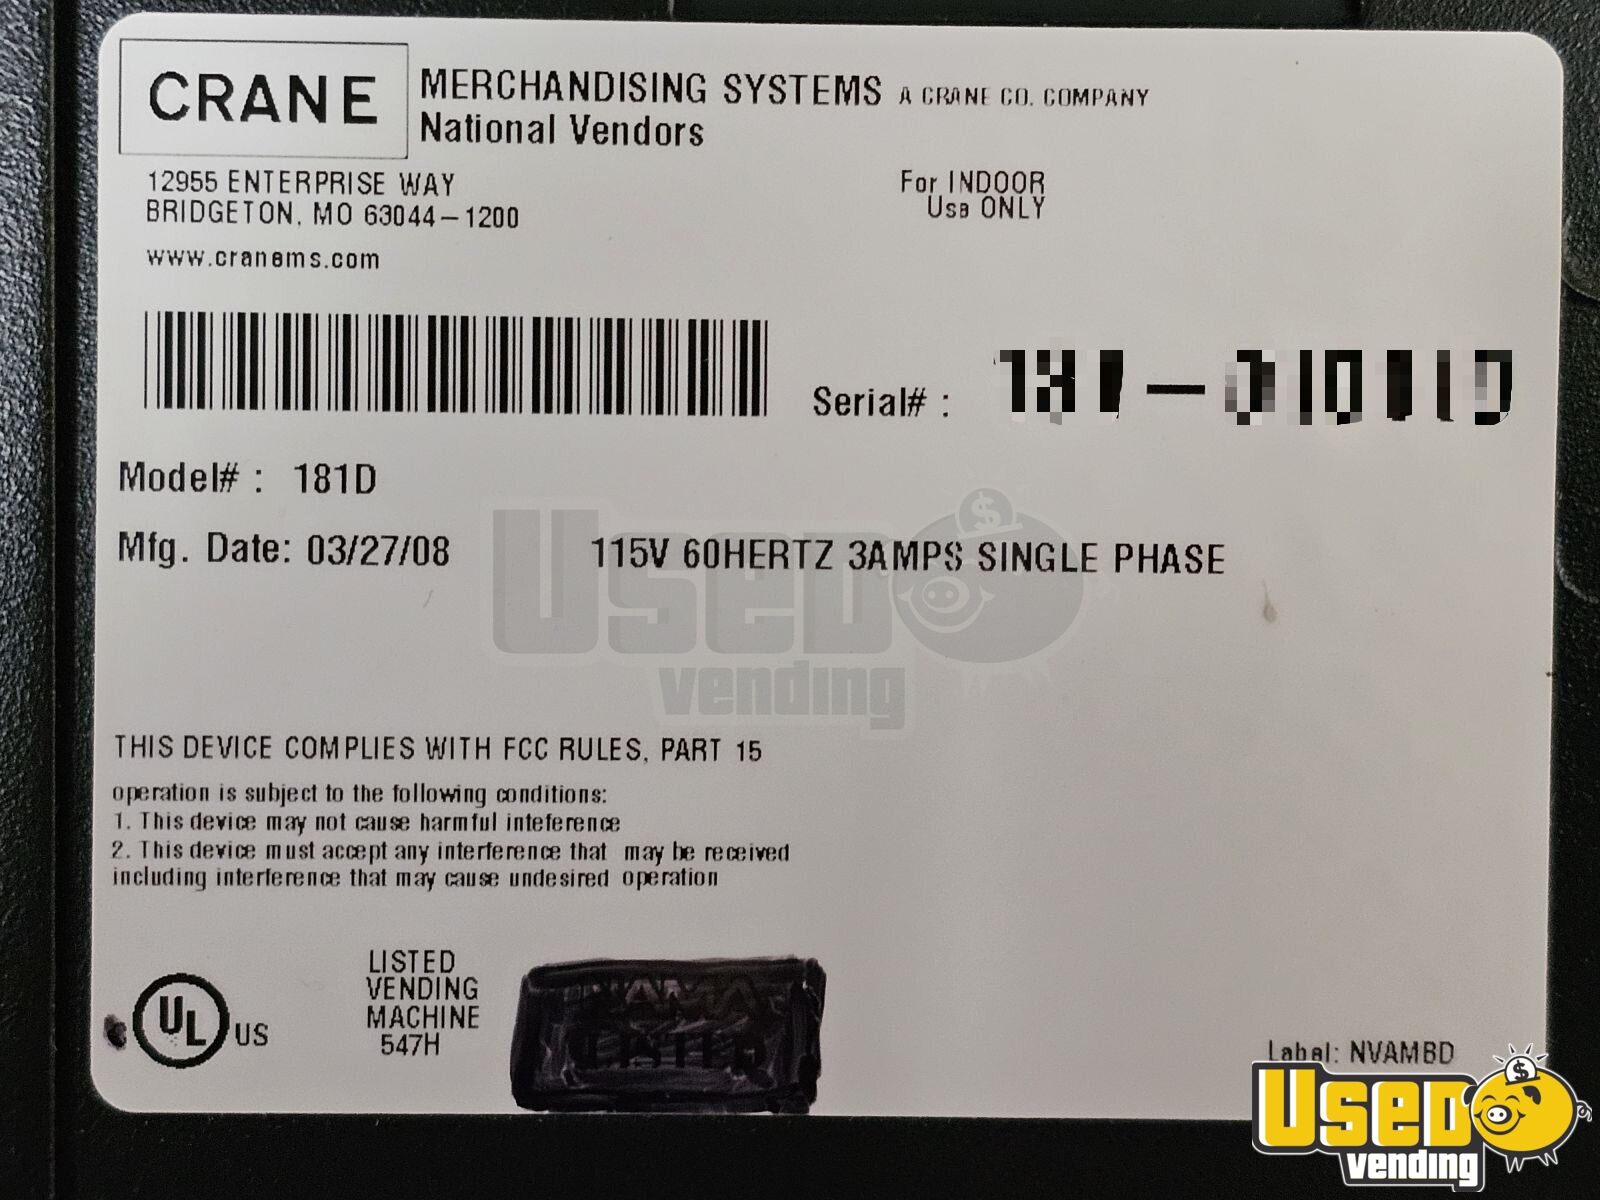 CRANE MERCHANDISING SYSTEMS A CRANE CO. COMPANY
National Vendors
12955 ENTERPRISE WAY
BRIDGETON, MO 63044-1200
www.cranems.com
For INDOOR
Use ONLY
Serial# :
Model# : 181D
Mfg. Date: 03/27/08 115V 60HERTZ 3AMPS SINGLE PHASE
Used
vending
THIS DEVICE COMPLIES WITH FCC RULES, PART 15
operation is subject to the following conditions:
1. This device may not cause harmful inteference
2. This device must accept any interference that may be received
including interference that may cause undesired operation
UL US
LISTED
VENDING
MACHINE
547H
NAMA
LISTED
Label: NVAMBD
Used
vending